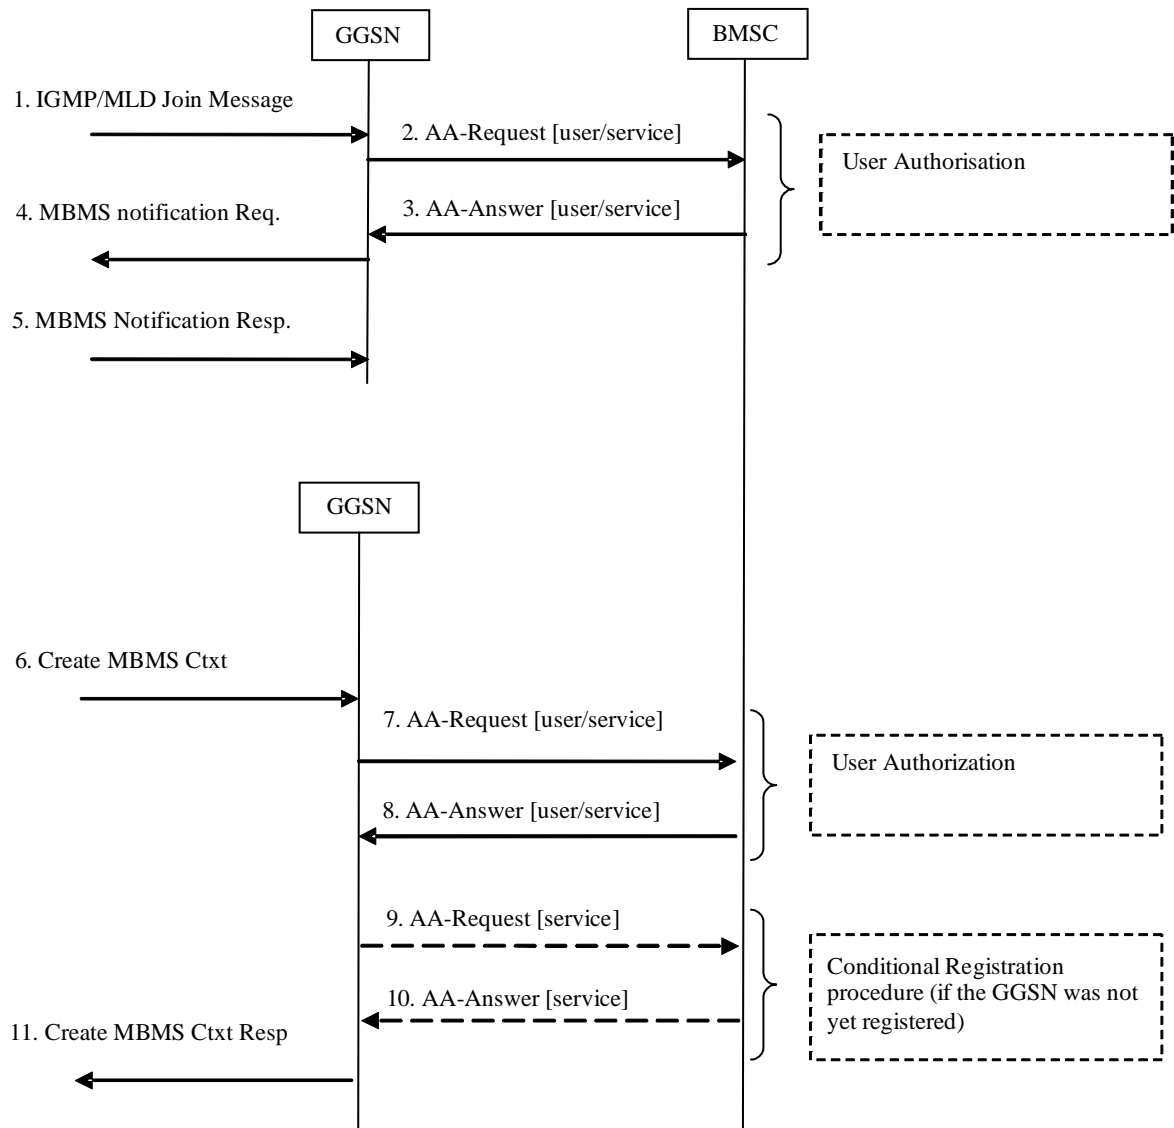 GGSN
BMSC
1. IGMP/MLD Join Message
2. AA-Request [user/service]
User Authorisation
4. MBMS notification Req.
3. AA-Answer [user/service]
5. MBMS Notification Resp.
GGSN
6. Create MBMS Ctxt
7. AA-Request [user/service]
User Authorization
8. AA-Answer [user/service]
9. AA-Request [service]
Conditional Registration
procedure (if the GGSN was not
yet registered)
10. AA-Answer [service]
11. Create MBMS Ctxt Resp